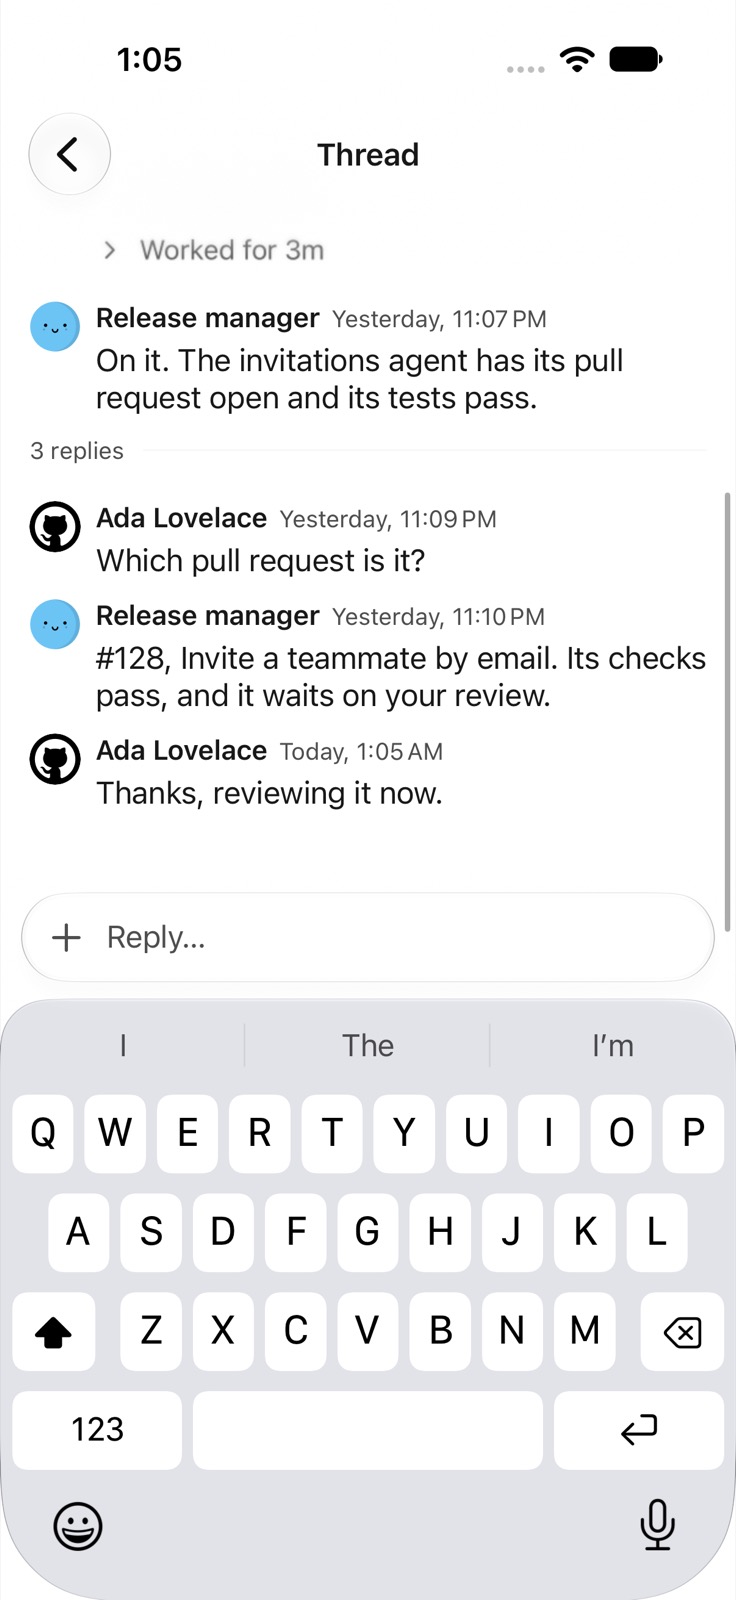 1:05
Thread
Worked for 3m
Release manager Yesterday, 11:07 PM
On it. The invitations agent has its pull
request open and its tests pass.
3 replies
Ada Lovelace Yesterday, 11:09 PM
Which pull request is it?
Release manager Yesterday, 11:10 PM
#128, Invite a teammate by email. Its checks
pass, and it waits on your review.
Ada Lovelace Today, 1:05 AM
Thanks, reviewing it now.
Reply...
I The I'm
Q W E R T Y U I O P
A S D F G H J K L
Z X C V B N M
123